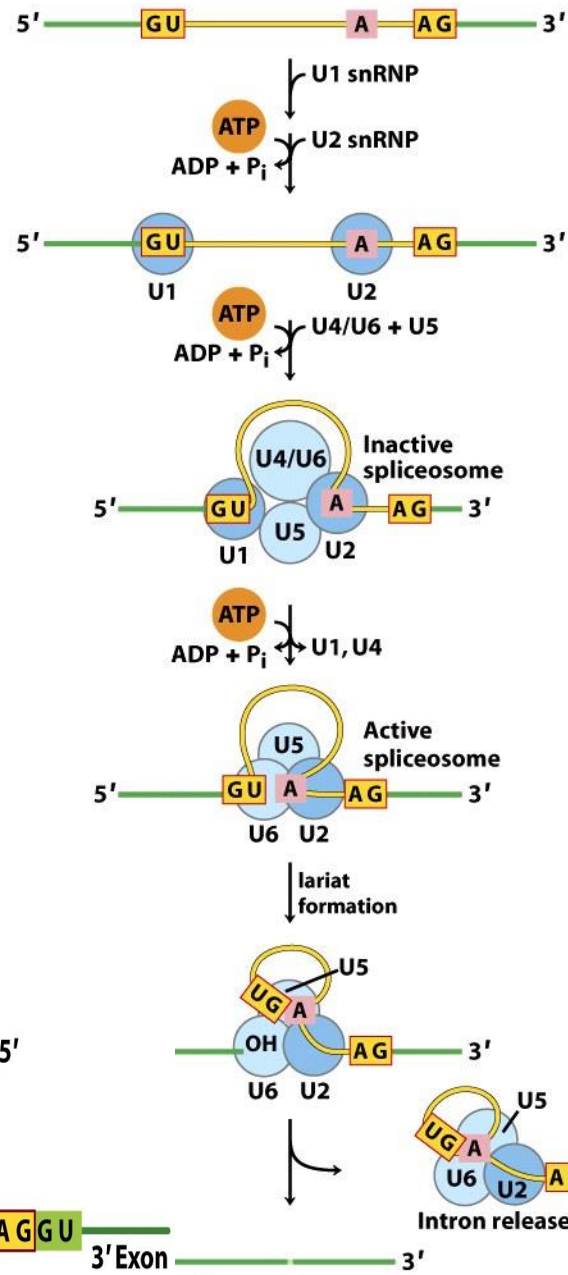 5′ GU A AG 3′
U1 snRNP
ATP
U2 snRNP
ADP + Pi
5′ GU A AG 3′
U1 U2
ATP
U4/U6 + U5
ADP + Pi
Inactive
spliceosome
U4/U6
5′ GU A AG 3′
U5
U1 U2
ATP
ADP + Pi U1, U4
Active
spliceosome
U5
5′ GU A AG 3′
U6 U2
lariat
formation
U5
UG A
5′ OH AG 3′
U6 U2
U5
UG A
U6 U2 A
Intron release
AGGU
3′ Exon
3′